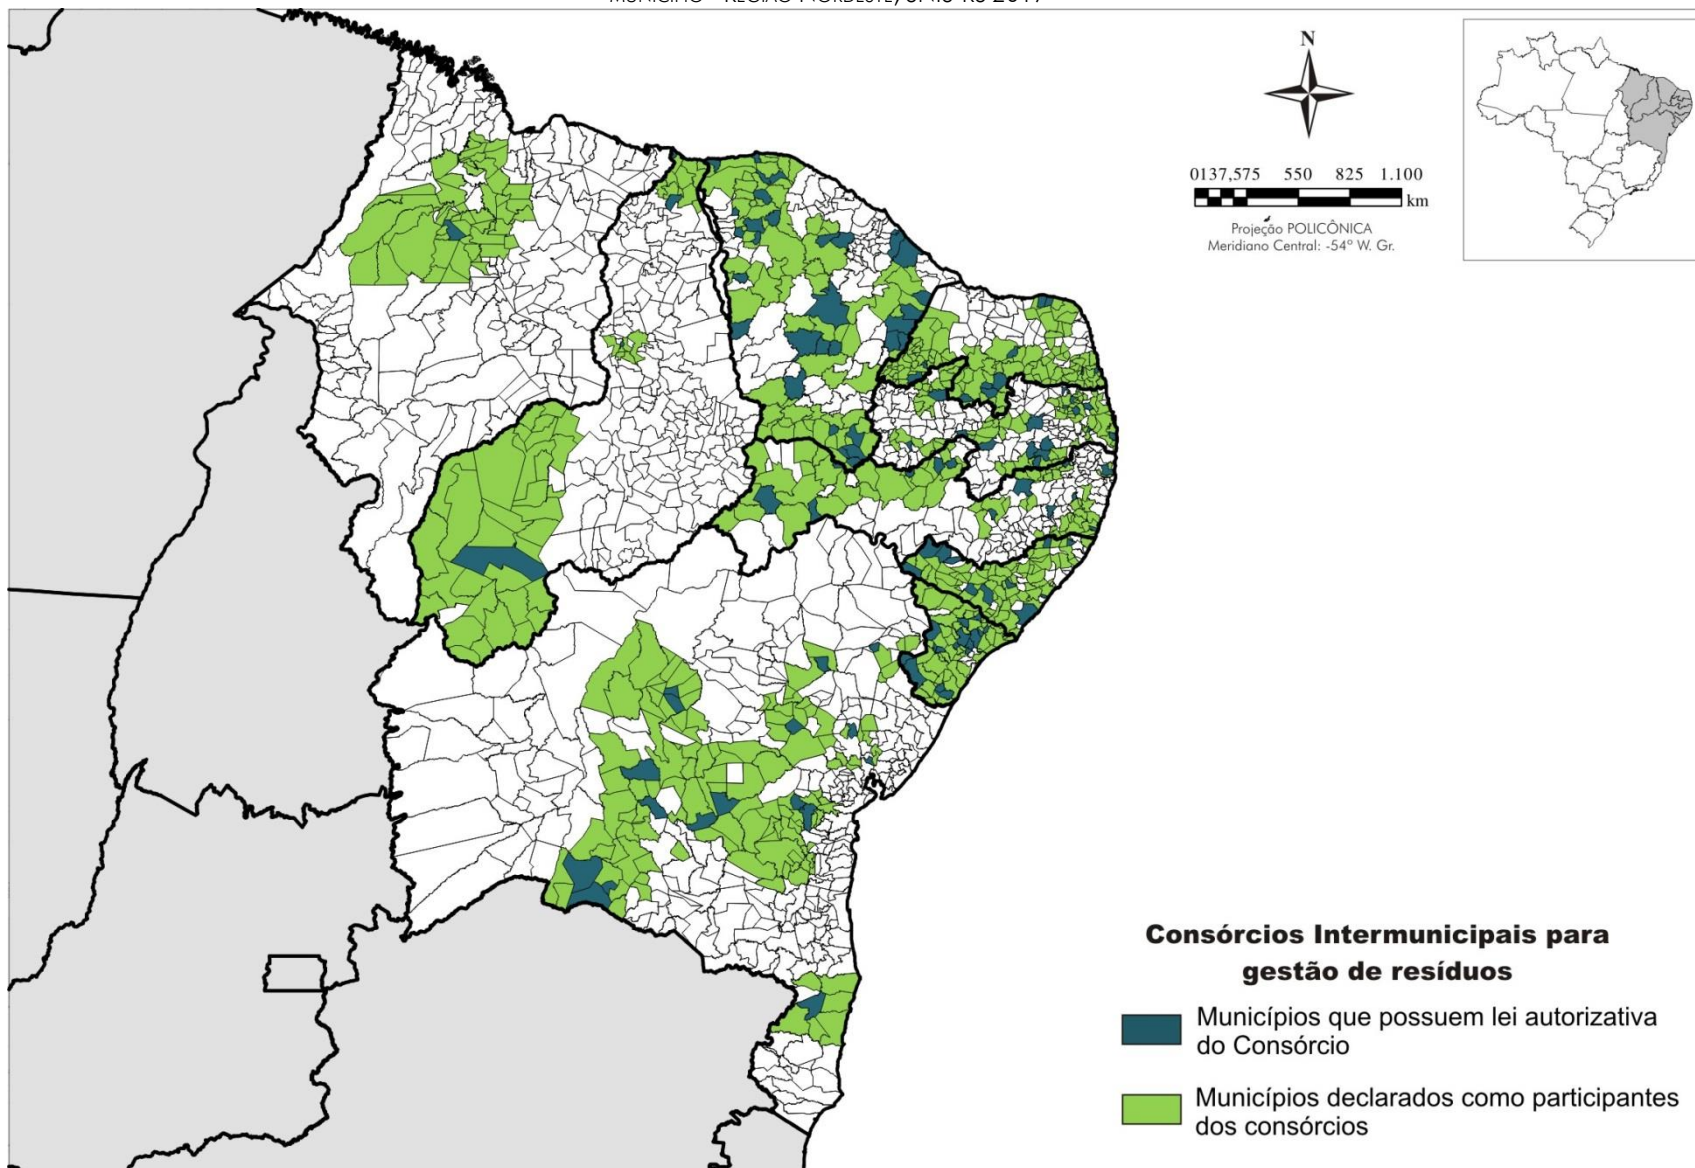 N
0137,575 550 825 1.100
km
Projeção POLICÔNICA
Meridiano Central: -54º W. Gr.
Consórcios Intermunicipais para
gestão de resíduos
Municípios que possuem lei autorizativa
do Consórcio
Municípios declarados como participantes
dos consórcios